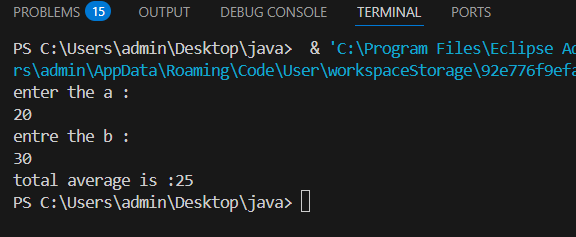 PROBLEMS 15 OUTPUT DEBUG CONSOLE TERMINAL PORTS
PS C:\Users\admin\Desktop\java>  & 'C:\Program Files\Eclipse Ad
rs\admin\AppData\Roaming\Code\User\workspaceStorage\92e776f9efa
enter the a :
20
entre the b :
30
total average is :25
PS C:\Users\admin\Desktop\java>